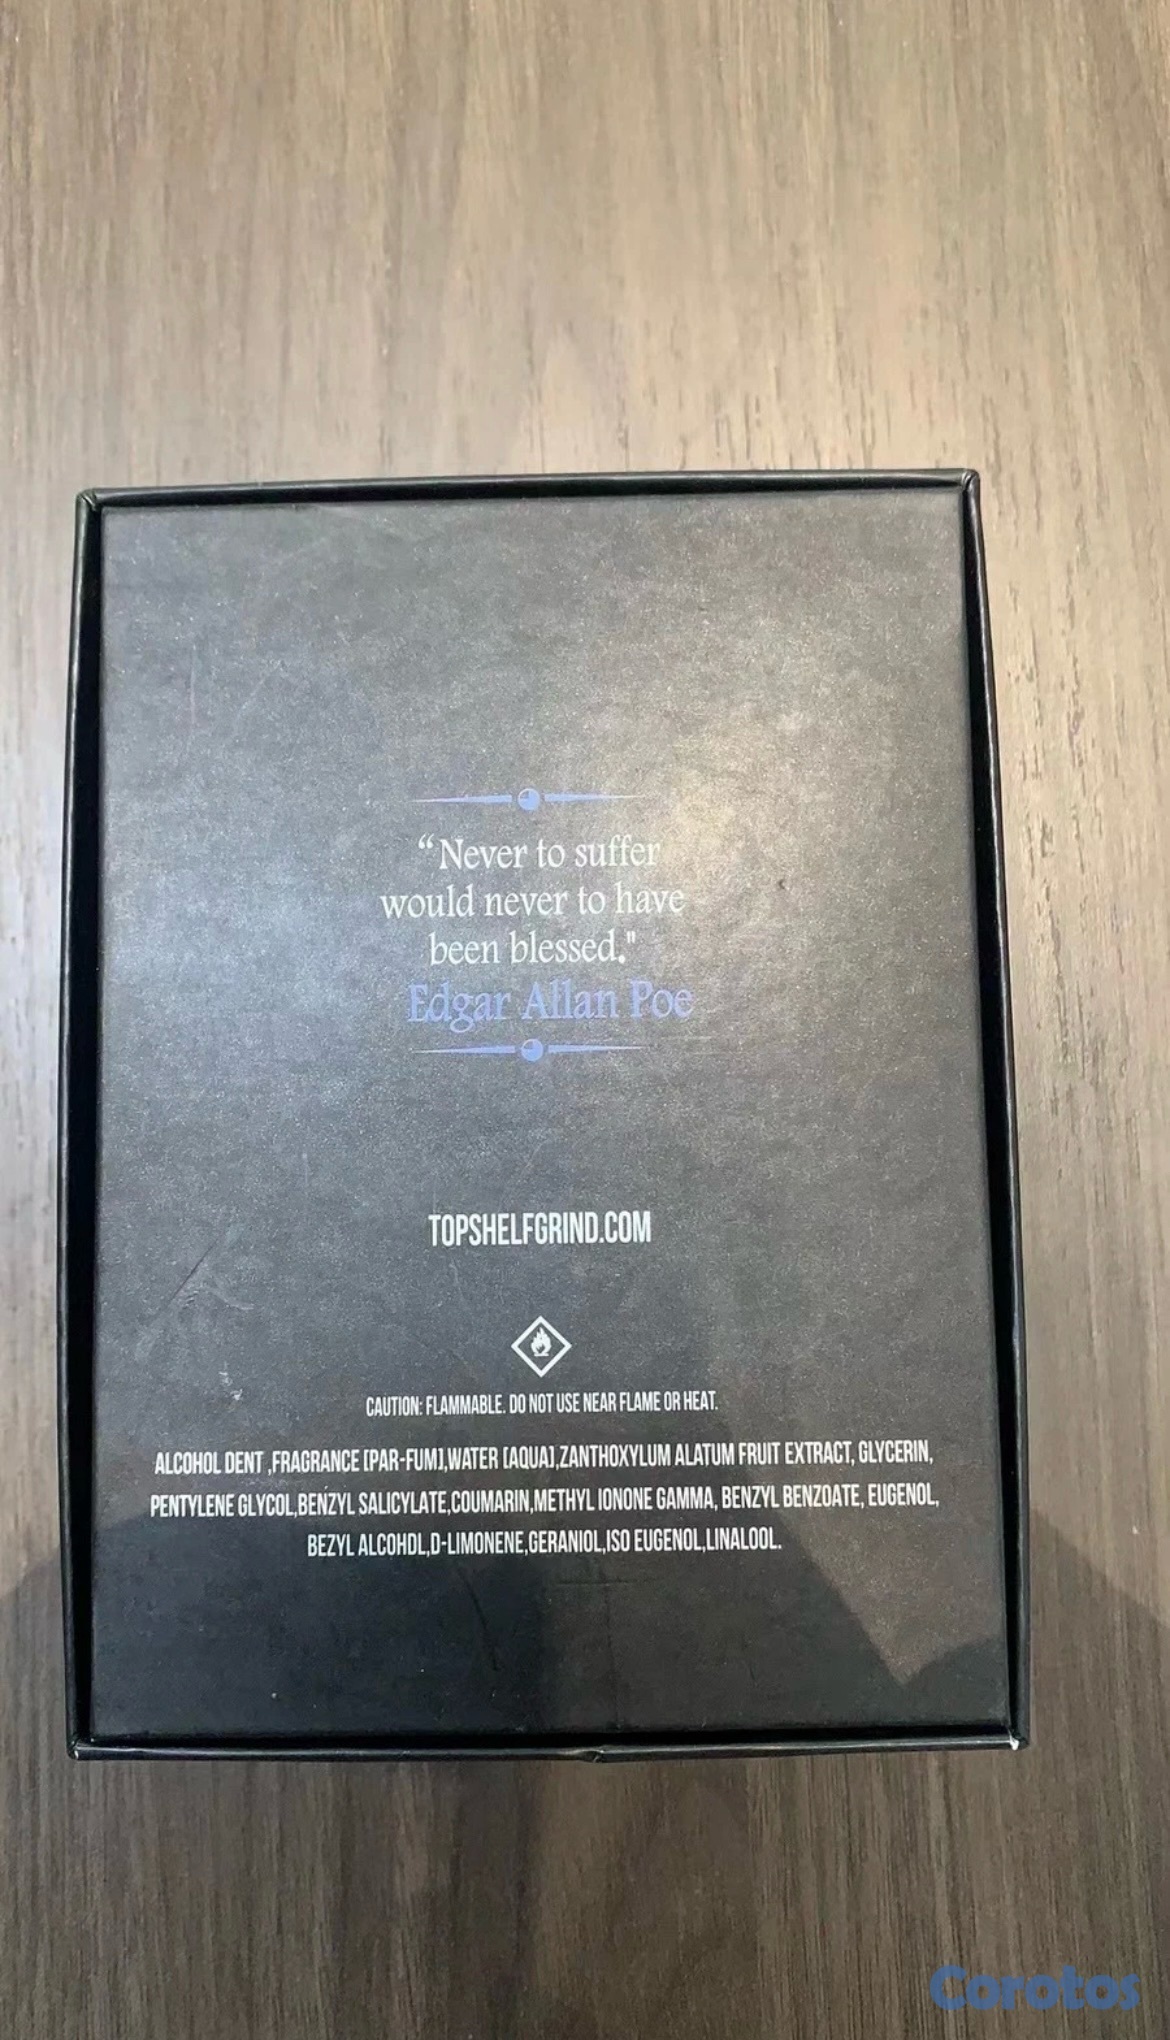 “Never to suffer
would never to have
been blessed."
Edgar Allan Poe
TOPSHELFGRIND.COM
CAUTION: FLAMMABLE. DO NOT USE NEAR FLAME OR HEAT.
ALCOHOL DENT ,FRAGRANCE [PAR-FUM],WATER [AQUA],ZANTHOXYLUM ALATUM FRUIT EXTRACT, GLYCERIN,
PENTYLENE GLYCOL,BENZYL SALICYLATE,COUMARIN,METHYL IONONE GAMMA, BENZYL BENZOATE, EUGENOL,
BEZYL ALCOHDL,D-LIMONENE,GERANIOL,ISO EUGENOL,LINALOOL.
Corotos